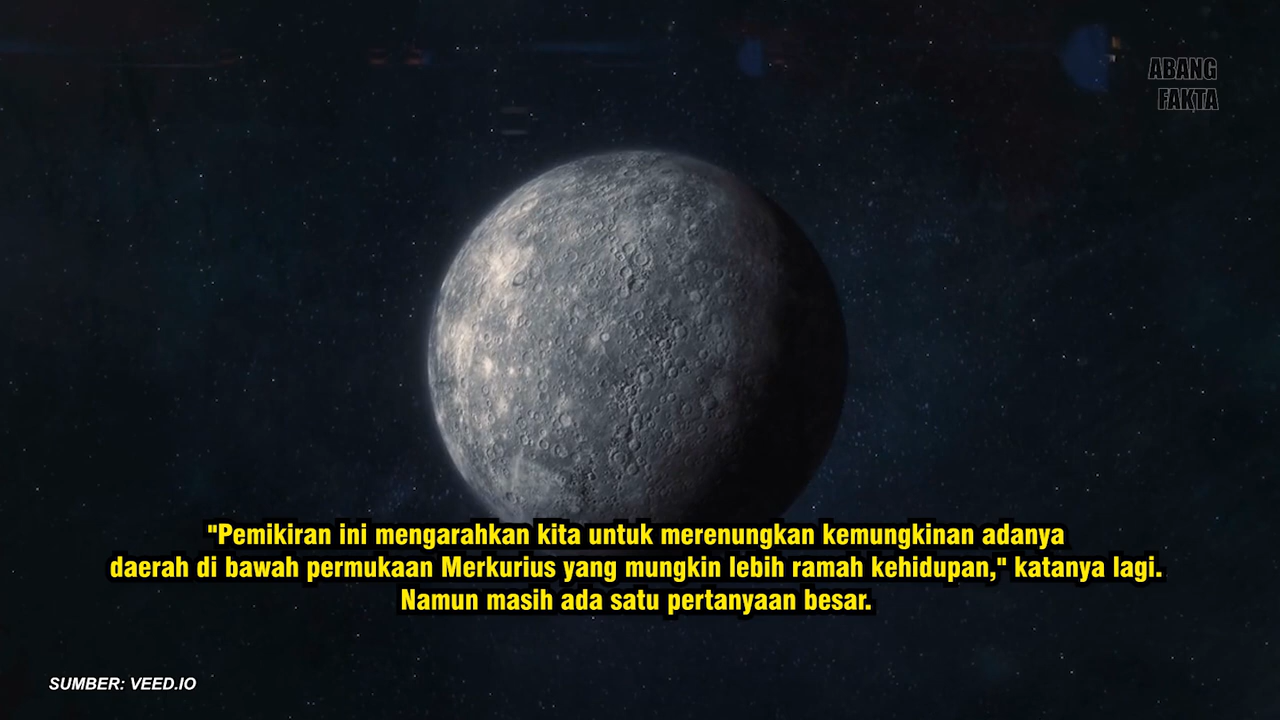 ABANG
FAKTA
"Pemikiran ini mengarahkan kita untuk merenungkan kemungkinan adanya
daerah di bawah permukaan Merkurius yang mungkin lebih ramah kehidupan," katanya lagi.
Namun masih ada satu pertanyaan besar.
SUMBER: VEED.IO